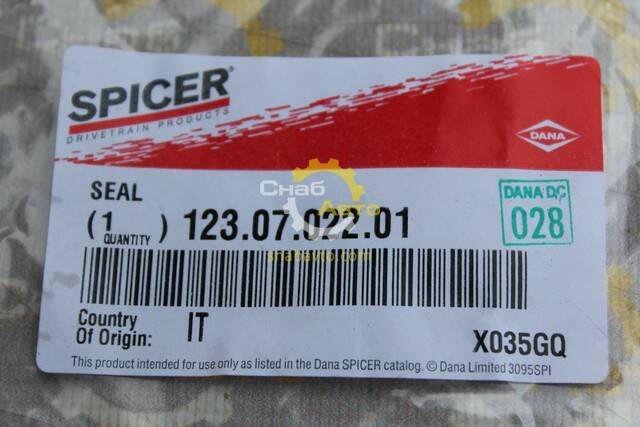 SPICER®
DRIVETRAIN PRODUCTS
DANA
SEAL
DANA D.C
028
(1 QUANTITY) 123.07.022.01
Снаб
Авто
snabavto.com
Country
Of Origin: IT
X035GQ
This product intended for use only as listed in the Dana SPICER catalog. © Dana Limited 3095SPI